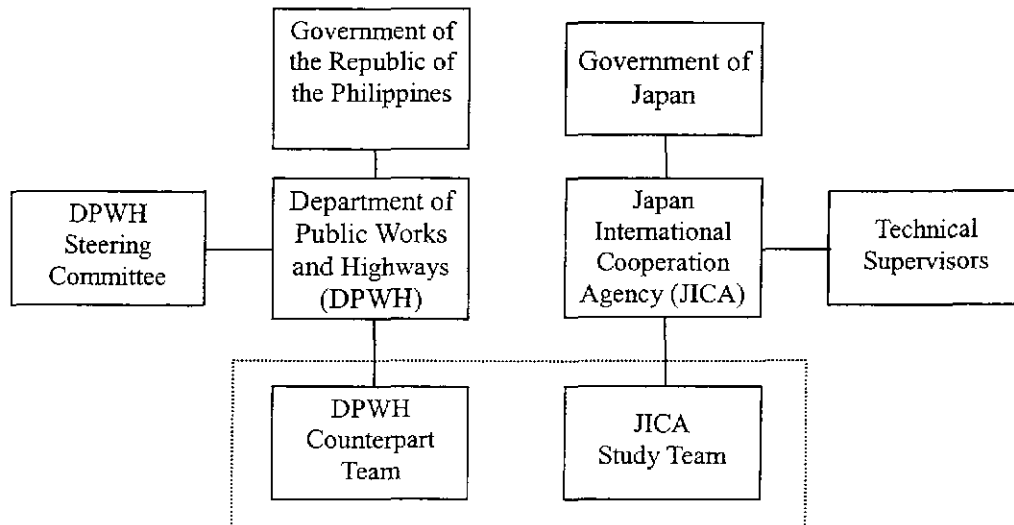 Government of
the Republic of
the Philippines
Government of
Japan
DPWH
Steering
Committee
Department of
Public Works
and Highways
(DPWH)
Japan
International
Cooperation
Agency (JICA)
Technical
Supervisors
DPWH
Counterpart
Team
JICA
Study Team